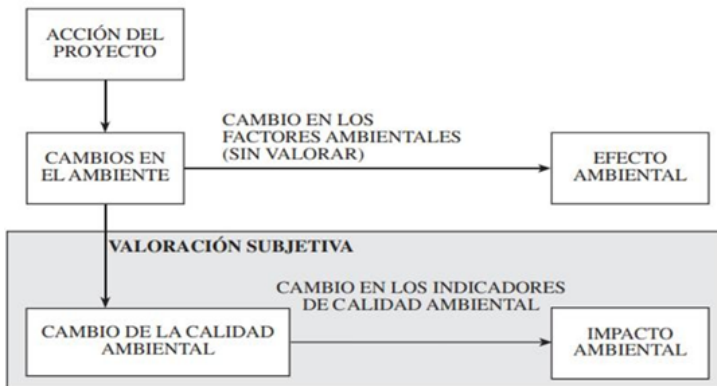 ACCIÓN DEL
PROYECTO
CAMBIO EN LOS
FACTORES AMBIENTALES
(SIN VALORAR)
CAMBIOS EN
EL AMBIENTE
EFECTO
AMBIENTAL
VALORACIÓN SUBJETIVA
CAMBIO EN LOS INDICADORES
DE CALIDAD AMBIENTAL
CAMBIO DE LA CALIDAD
AMBIENTAL
IMPACTO
AMBIENTAL